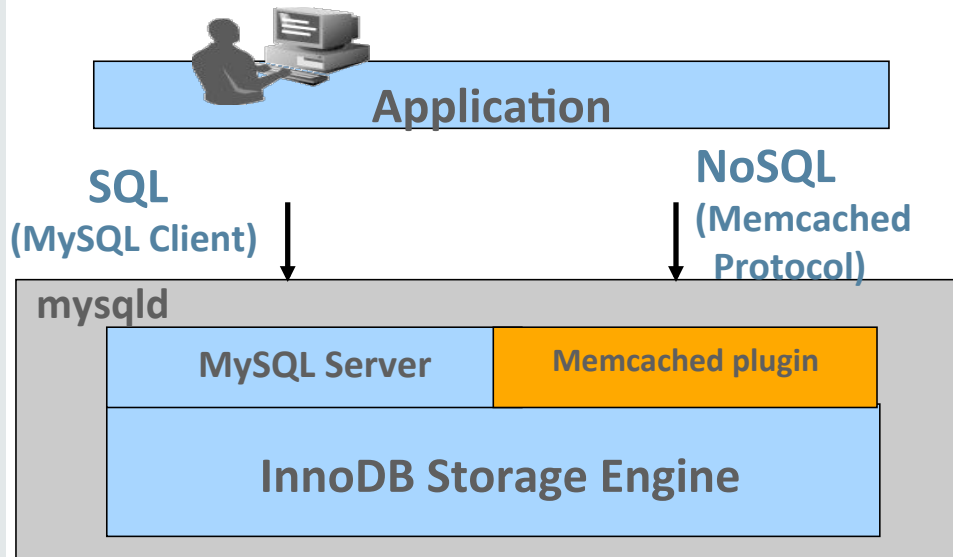 Application
SQL
(MySQL Client)
NoSQL
(Memcached
Protocol)
mysqld
MySQL Server
Memcached plugin
InnoDB Storage Engine